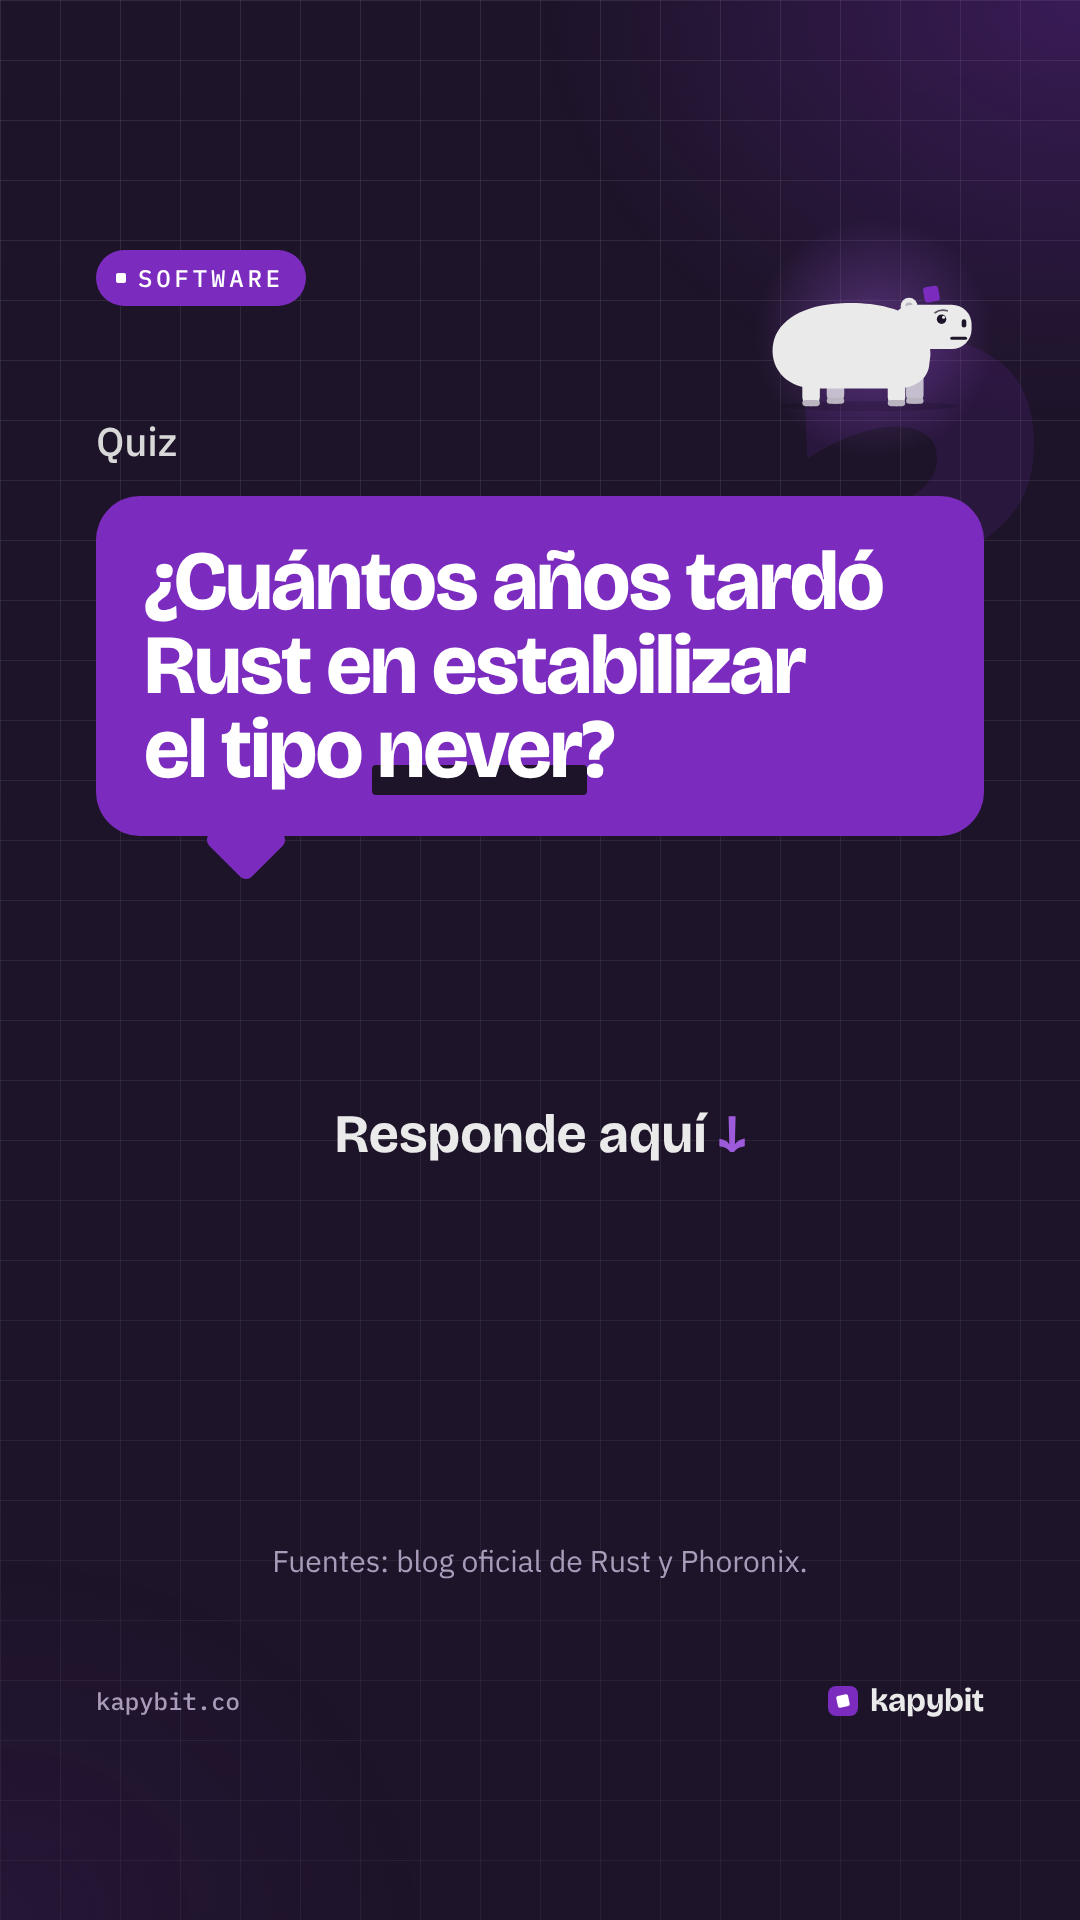 SOFTWARE
Quiz
¿Cuántos años tardó
Rust en estabilizar
el tipo never?
Responde aquí ↓
Fuentes: blog oficial de Rust y Phoronix.
kapybit.co
kapybit